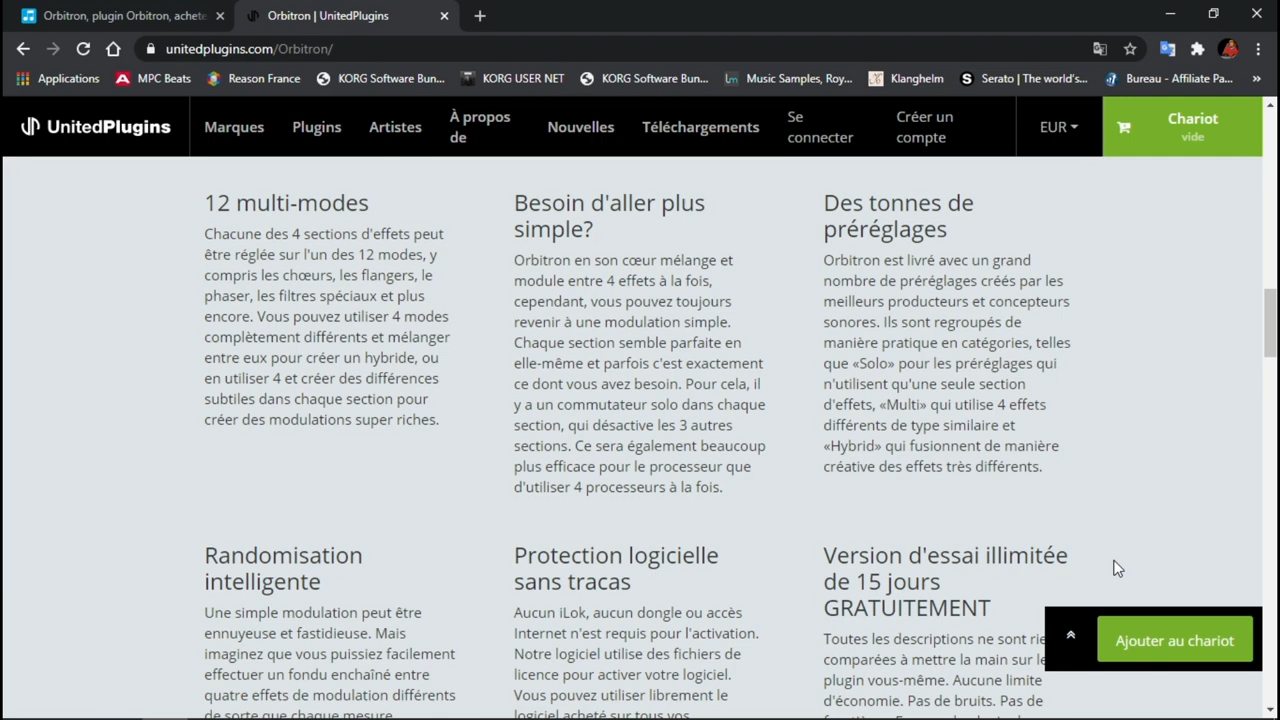 Orbitron, plugin Orbitron, achete
Orbitron | UnitedPlugins
unitedplugins.com/Orbitron/
Applications
MPC Beats
Reason France
KORG Software Bun...
KORG USER NET
KORG Software Bun...
Music Samples, Roy...
Klanghelm
Serato | The world's...
Bureau - Affiliate Pa...
UnitedPlugins
Marques
Plugins
Artistes
À propos
de
Nouvelles
Téléchargements
Se
connecter
Créer un
compte
EUR
Chariot
vide
12 multi-modes
Chacune des 4 sections d'effets peut
être réglée sur l'un des 12 modes, y
compris les chœurs, les flangers, le
phaser, les filtres spéciaux et plus
encore. Vous pouvez utiliser 4 modes
complètement différents et mélanger
entre eux pour créer un hybride, ou
en utiliser 4 et créer des différences
subtiles dans chaque section pour
créer des modulations super riches.
Besoin d'aller plus
simple?
Orbitron en son cœur mélange et
module entre 4 effets à la fois,
cependant, vous pouvez toujours
revenir à une modulation simple.
Chaque section semble parfaite en
elle-même et parfois c'est exactement
ce dont vous avez besoin. Pour cela, il
y a un commutateur solo dans chaque
section, qui désactive les 3 autres
sections. Ce sera également beaucoup
plus efficace pour le processeur que
d'utiliser 4 processeurs à la fois.
Des tonnes de
préréglages
Orbitron est livré avec un grand
nombre de préréglages créés par les
meilleurs producteurs et concepteurs
sonores. Ils sont regroupés de
manière pratique en catégories, telles
que «Solo» pour les préréglages qui
n'utilisent qu'une seule section
d'effets, «Multi» qui utilise 4 effets
différents de type similaire et
«Hybrid» qui fusionnent de manière
créative des effets très différents.
Randomisation
intelligente
Une simple modulation peut être
ennuyeuse et fastidieuse. Mais
imaginez que vous puissiez facilement
effectuer un fondu enchaîné entre
quatre effets de modulation différents
de sorte que chaque mesure
Protection logicielle
sans tracas
Aucun iLok, aucun dongle ou accès
Internet n'est requis pour l'activation.
Notre logiciel utilise des fichiers de
licence pour activer votre logiciel.
Vous pouvez utiliser librement le
logiciel acheté sur tous vos
Version d'essai illimitée
de 15 jours
GRATUITEMENT
Toutes les descriptions ne sont rie
comparées à mettre la main sur le
plugin vous-même. Aucune limite
d'économie. Pas de bruits. Pas de
Ajouter au chariot